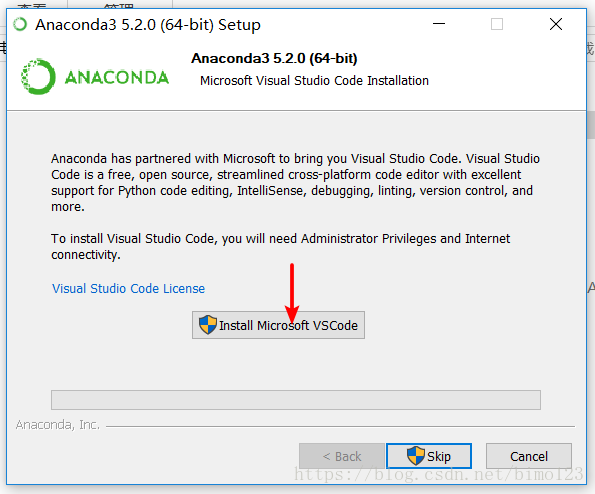 查看
管理
Anaconda3 5.2.0 (64-bit) Setup
ANACONDA
Anaconda3 5.2.0 (64-bit)
Microsoft Visual Studio Code Installation
Anaconda has partnered with Microsoft to bring you Visual Studio Code. Visual Studio
Code is a free, open source, streamlined cross-platform code editor with excellent
support for Python code editing, IntelliSense, debugging, linting, version control, and
more.
To install Visual Studio Code, you will need Administrator Privileges and Internet
connectivity.
Visual Studio Code License
Install Microsoft VSCode
Anaconda, Inc.
< Back
Skip
Cancel
https://blog.csdn.net/bimo123